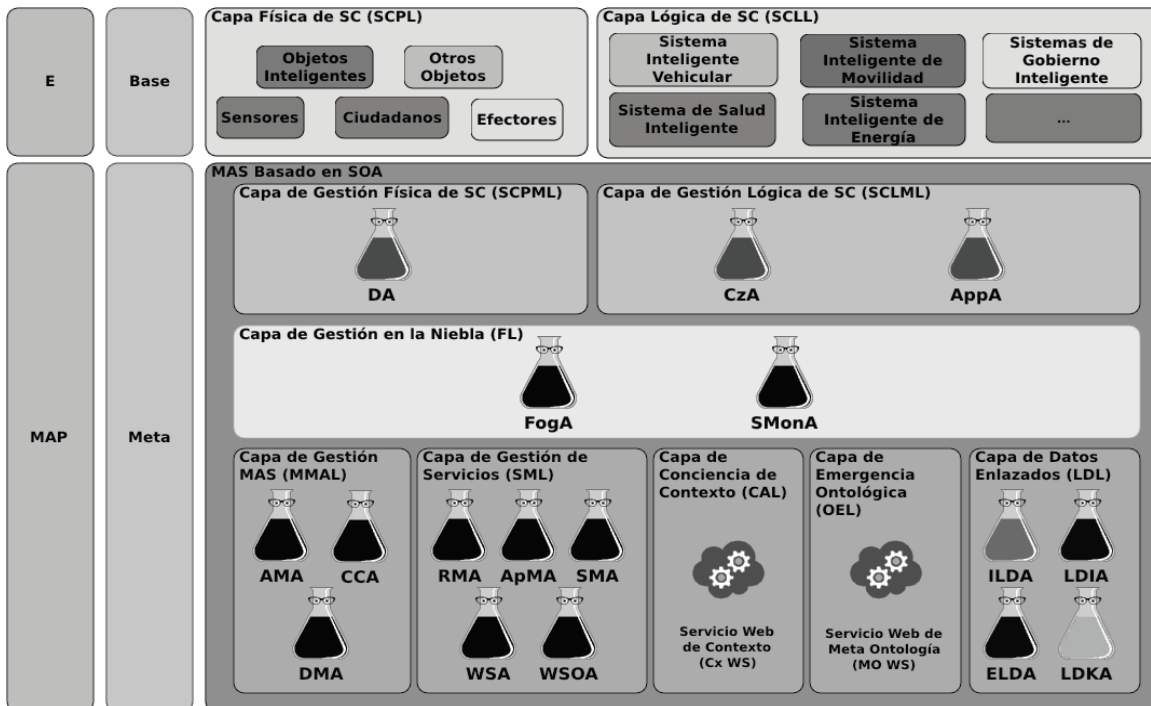 E
Base
Capa Física de SC (SCPL)
Objetos
Inteligentes
Otros
Objetos
Sensores
Ciudadanos
Efectores
Capa Lógica de SC (SCLL)
Sistema
Inteligente
Vehicular
Sistema
Inteligente de
Movilidad
Sistemas de
Gobierno
Inteligente
Sistema de Salud
Inteligente
Sistema
Inteligente de
Energía
...
MAP
Meta
MAS Basado en SOA
Capa de Gestión Física de SC (SCPML)
DA
Capa de Gestión Lógica de SC (SCLML)
CzA
AppA
Capa de Gestión en la Niebla (FL)
FogA
SMonA
Capa de Gestión
MAS (MMAL)
AMA
CCA
DMA
Capa de Gestión de
Servicios (SML)
RMA
ApMA
SMA
WSA
WSOA
Capa de
Conciencia de
Contexto (CAL)
Servicio Web
de Contexto
(Cx WS)
Capa de
Emergencia
Ontológica
(OEL)
Servicio Web de
Meta Ontología
(MO WS)
Capa de Datos
Enlazados (LDL)
ILDA
LDIA
ELDA
LDKA